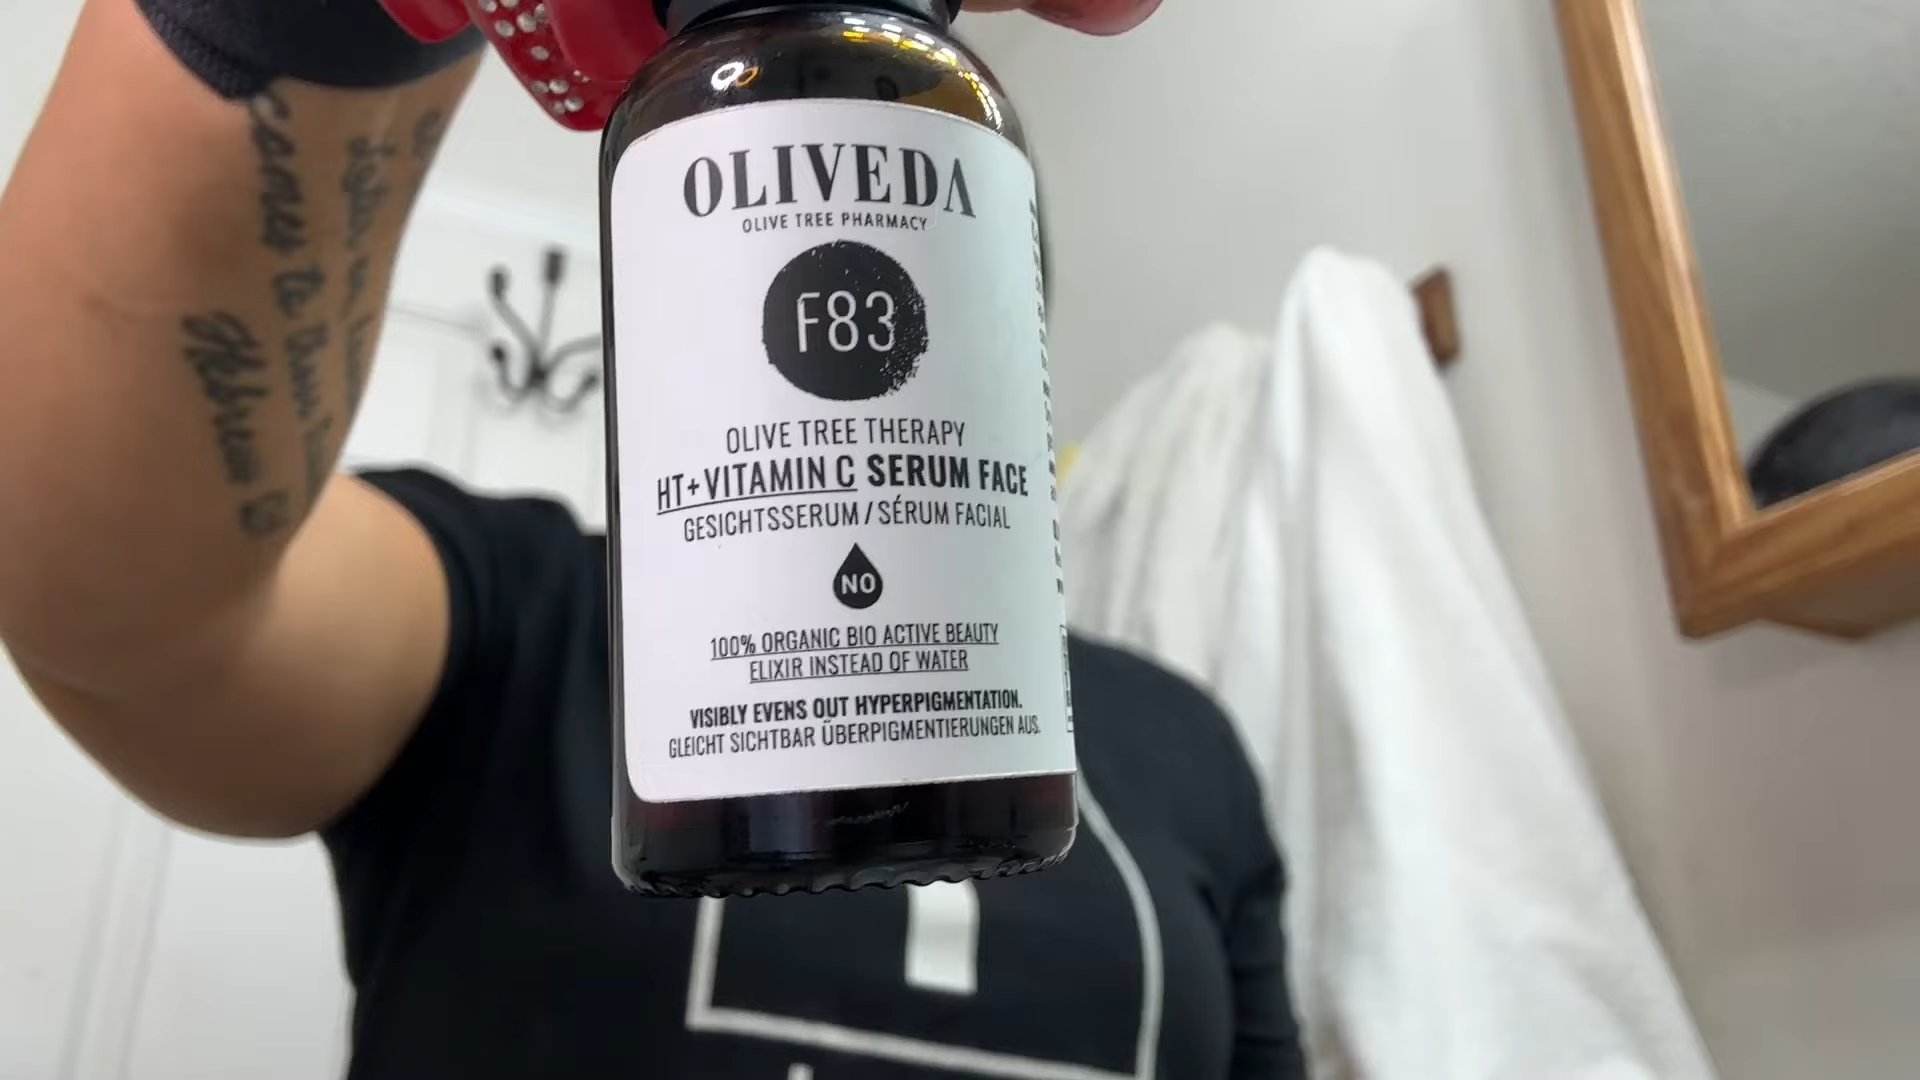 OLIVEDA
OLIVE TREE PHARMACY
F83
OLIVE TREE THERAPY
HT+VITAMIN C SERUM FACE
GESICHTSSERUM / SÉRUM FACIAL
NO
100% ORGANIC BIO ACTIVE BEAUTY
ELIXIR INSTEAD OF WATER
VISIBLY EVENS OUT HYPERPIGMENTATION.
GLEICHT SICHTBAR ÜBERPIGMENTIERUNGEN AUS.